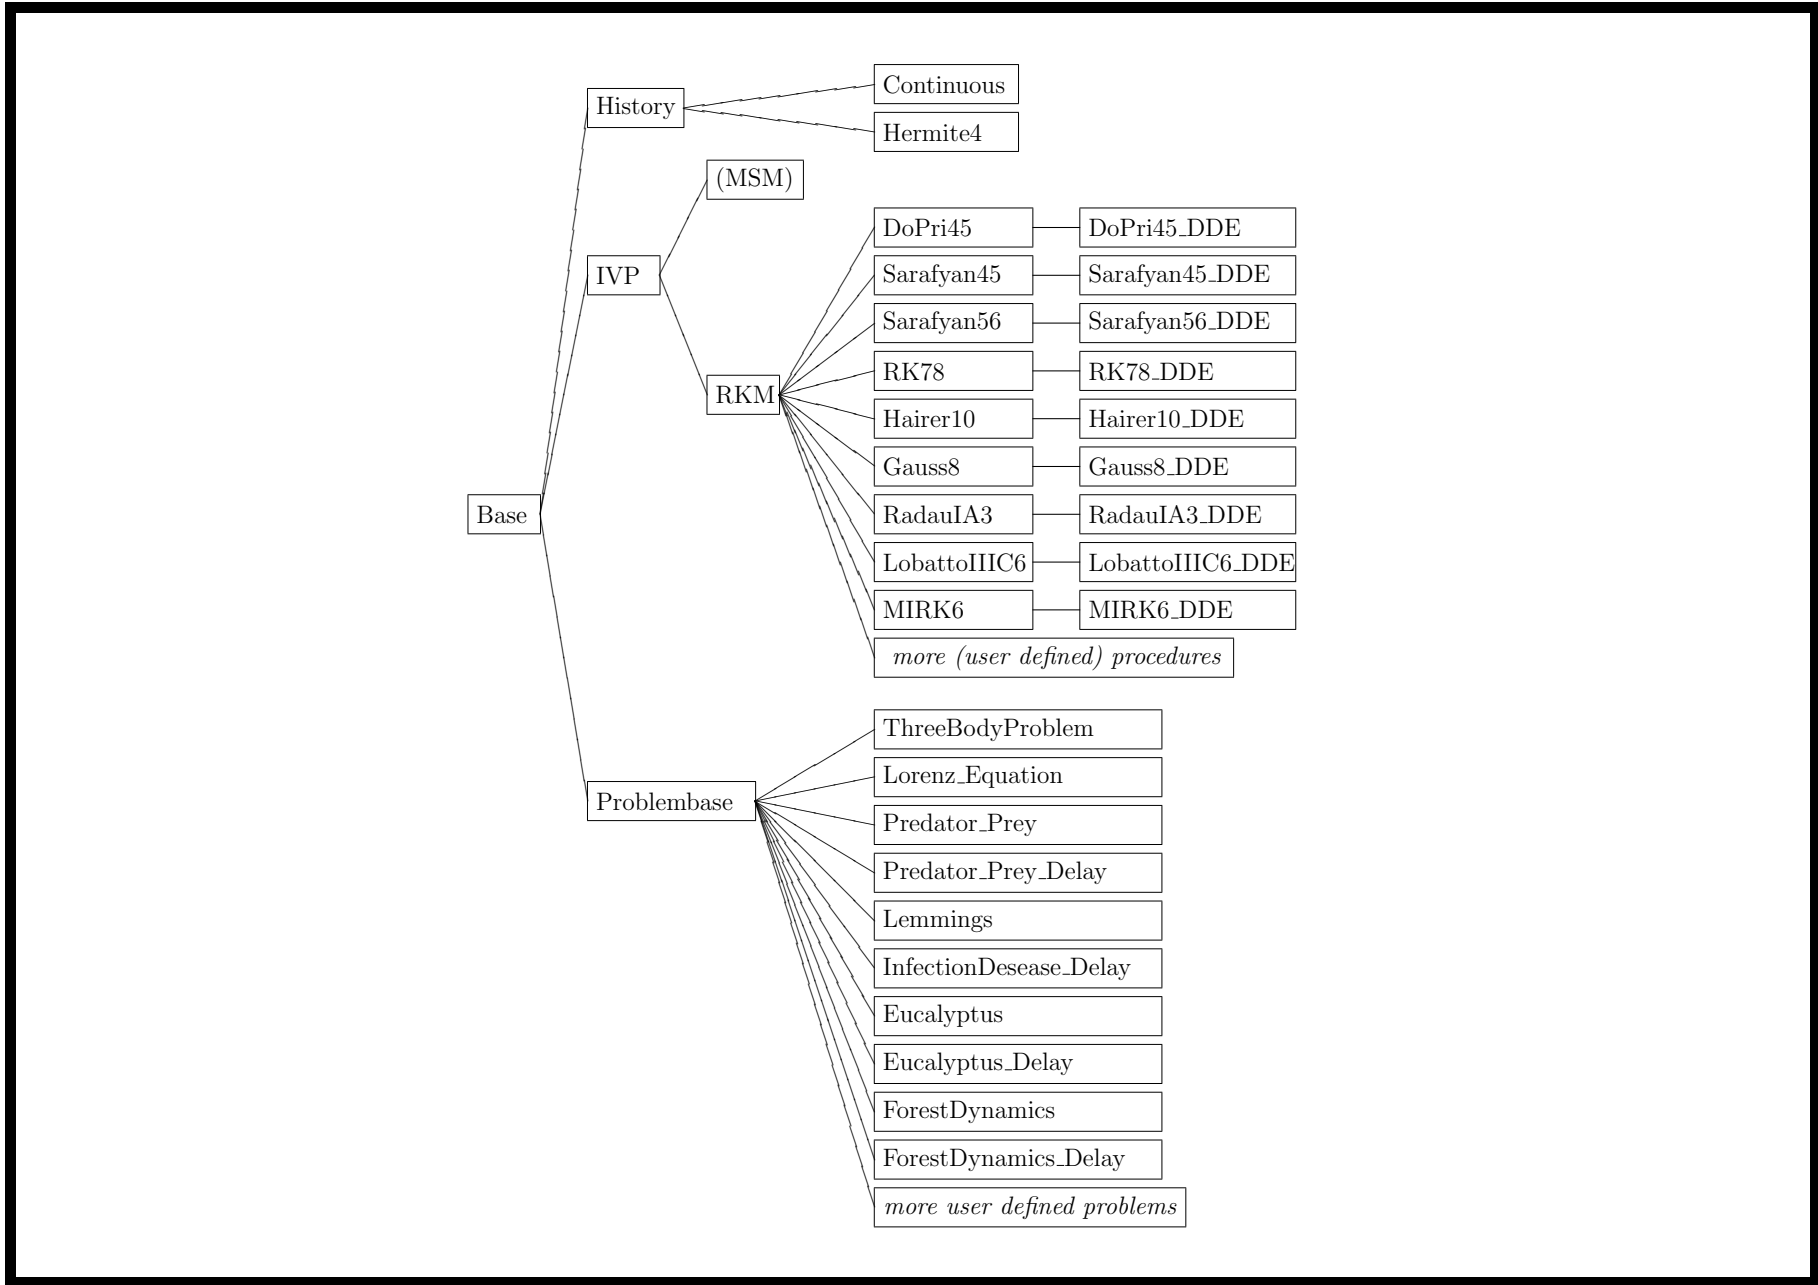 Continuous
History
Hermite4
(MSM)
DoPri45 DoPri45_DDE
IVP Sarafyan45 Sarafyan45_DDE
Sarafyan56 Sarafyan56_DDE
RK78 RK78_DDE
RKM
Hairer10 Hairer10_DDE
Gauss8 Gauss8_DDE
Base RadauIA3 RadauIA3_DDE
LobattoIIIC6 LobattoIIIC6_DDE
MIRK6 MIRK6_DDE
more (user defined) procedures
ThreeBodyProblem
Lorenz_Equation
Problembase
Predator_Prey
Predator_Prey_Delay
Lemmings
InfectionDesease_Delay
Eucalyptus
Eucalyptus_Delay
ForestDynamics
ForestDynamics_Delay
more user defined problems